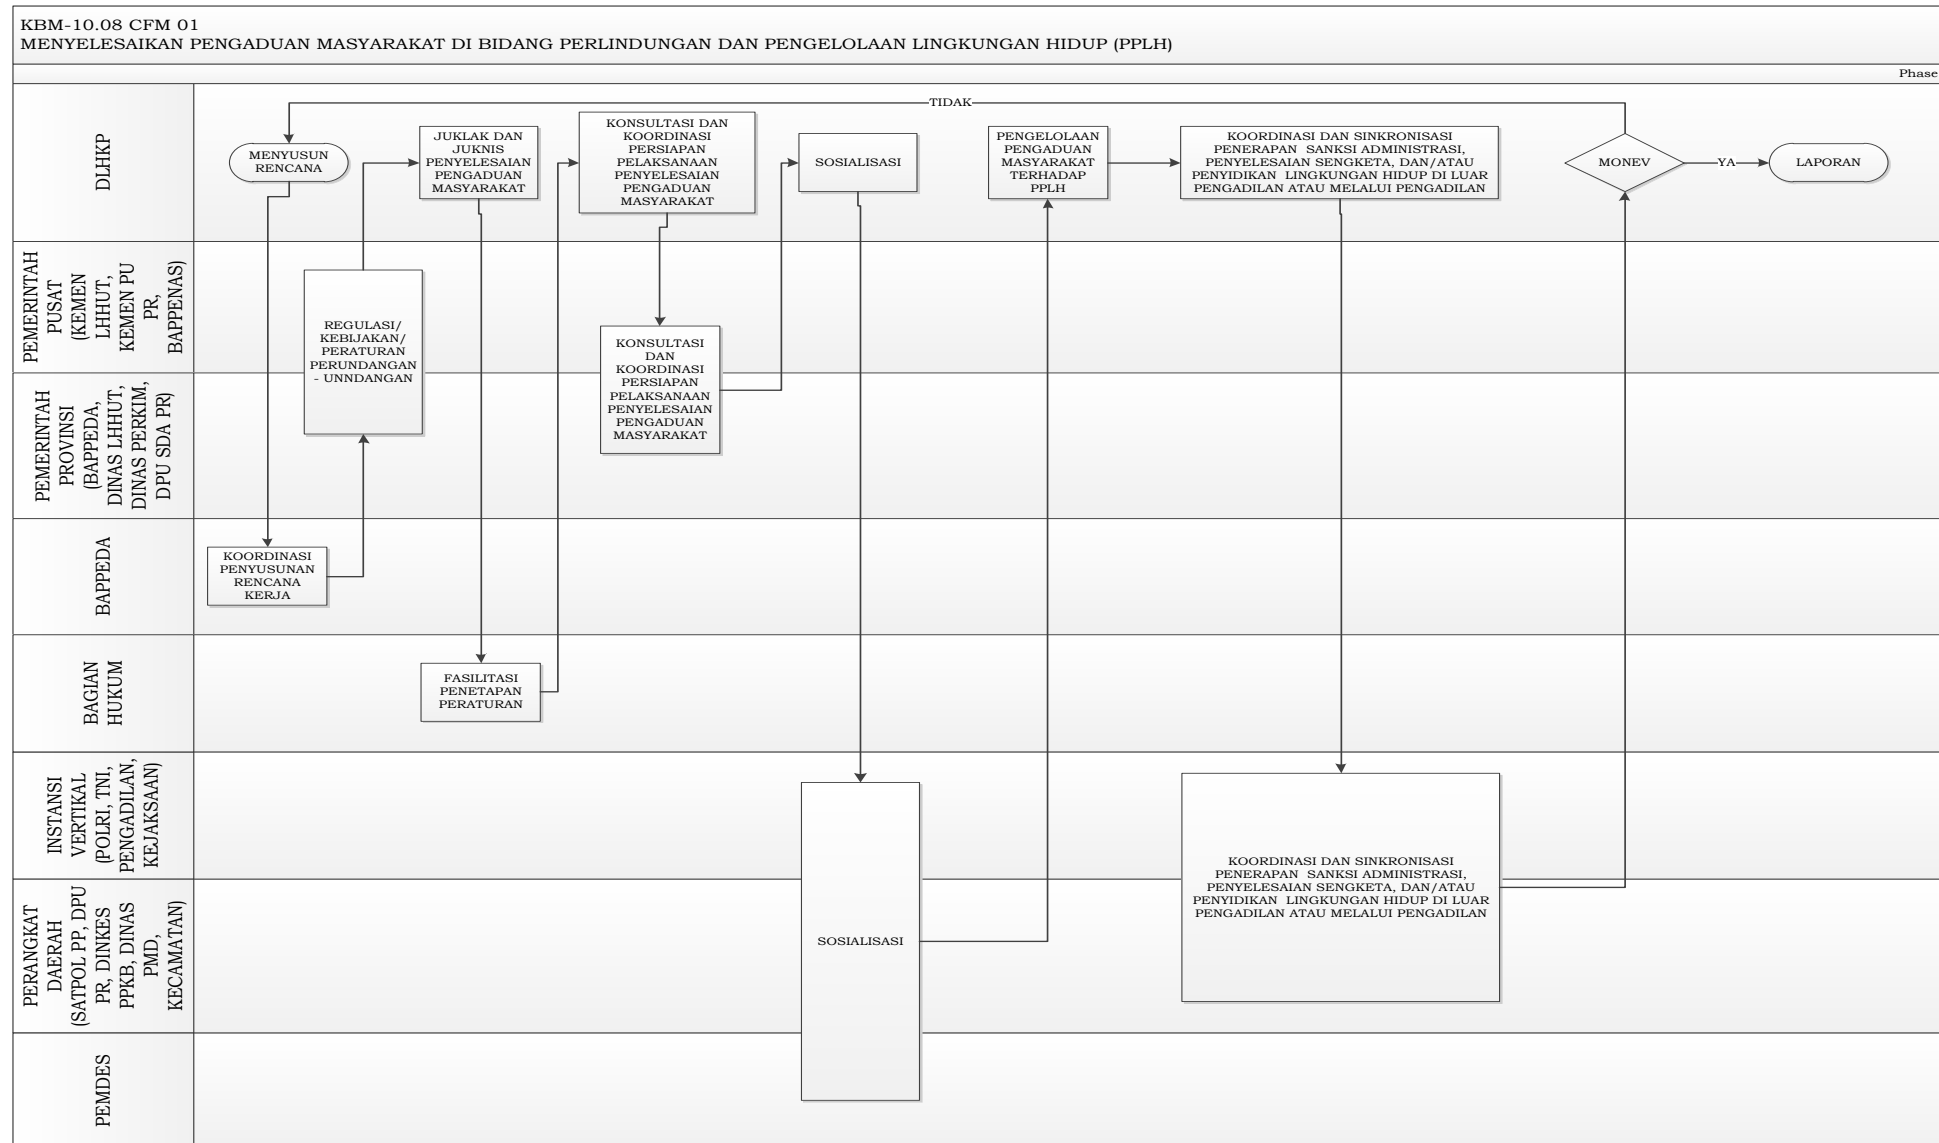 KBM-10.08 CFM 01
MENYELESAIKAN PENGADUAN MASYARAKAT DI BIDANG PERLINDUNGAN DAN PENGELOLAAN LINGKUNGAN HIDUP (PPLH)
Phase
DLHKP
TIDAK
MENYUSUN
RENCANA
JUKLAK DAN
JUKNIS
PENYELESAIAN
PENGADUAN
MASYARAKAT
KONSULTASI DAN
KOORDINASI
PERSIAPAN
PELAKSANAAN
PENYELESAIAN
PENGADUAN
MASYARAKAT
SOSIALISASI
PENGELOLAAN
PENGADUAN
MASYARAKAT
TERHADAP
PPLH
KOORDINASI DAN SINKRONISASI
PENERAPAN SANKSI ADMINISTRASI,
PENYELESAIAN SENGKETA, DAN/ATAU
PENYIDIKAN LINGKUNGAN HIDUP DI LUAR
PENGADILAN ATAU MELALUI PENGADILAN
MONEV
YA
LAPORAN
PEMERINTAH
PUSAT
(KEMEN
LHHUT,
KEMEN PU
PR,
BAPPENAS)
REGULASI/
KEBIJAKAN/
PERATURAN
PERUNDANGAN
- UNNDANGAN
KONSULTASI
DAN
KOORDINASI
PERSIAPAN
PELAKSANAAN
PENYELESAIAN
PENGADUAN
MASYARAKAT
PEMERINTAH
PROVINSI
(BAPPEDA,
DINAS LHHUT,
DINAS PERKIM,
DPU SDA PR)
BAPPEDA
KOORDINASI
PENYUSUNAN
RENCANA
KERJA
BAGIAN
HUKUM
FASILITASI
PENETAPAN
PERATURAN
INSTANSI
VERTIKAL
(POLRI, TNI,
PENGADILAN,
KEJAKSAAN)
KOORDINASI DAN SINKRONISASI
PENERAPAN SANKSI ADMINISTRASI,
PENYELESAIAN SENGKETA, DAN/ATAU
PENYIDIKAN LINGKUNGAN HIDUP DI LUAR
PENGADILAN ATAU MELALUI PENGADILAN
PERANGKAT
DAERAH
(SATPOL PP, DPU
PR, DINKES
PPKB, DINAS
PMD,
KECAMATAN)
SOSIALISASI
PEMDES